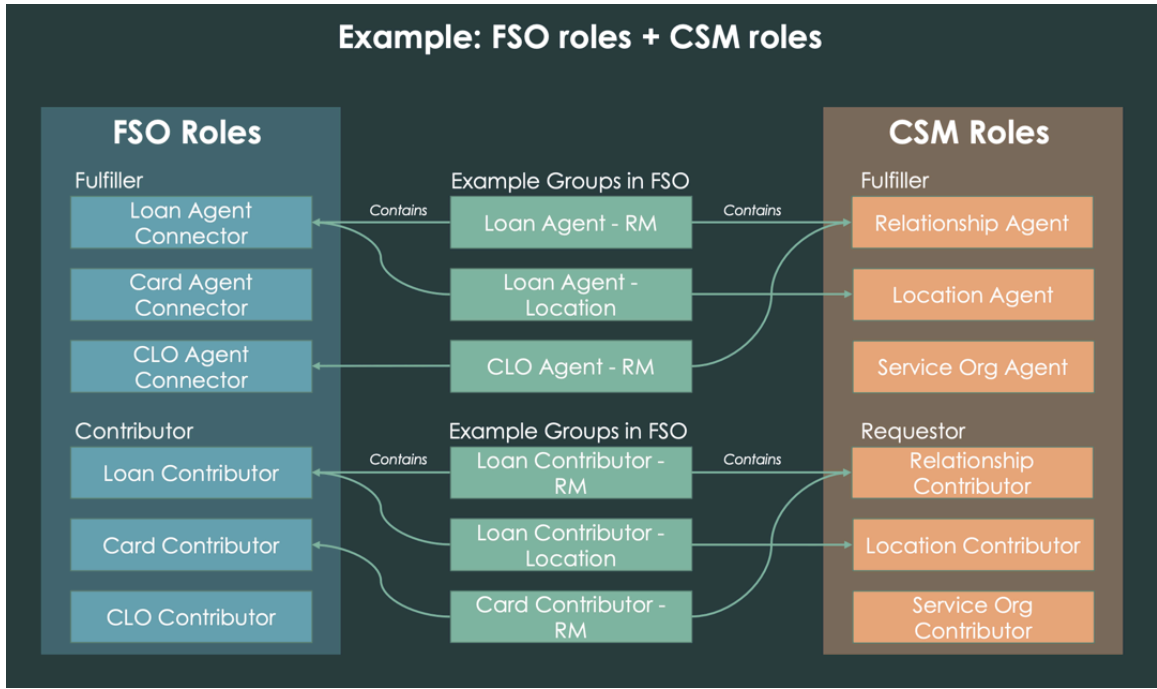 Example: FSO roles + CSM roles
FSO Roles
Fulfiller
Loan Agent
Connector
Card Agent
Connector
CLO Agent
Connector
Contributor
Loan Contributor
Card Contributor
CLO Contributor
Example Groups in FSO
Contains
Loan Agent - RM
Contains
Loan Agent -
Location
CLO Agent - RM
Example Groups in FSO
Contains
Loan Contributor -
RM
Contains
Loan Contributor -
Location
Card Contributor -
RM
CSM Roles
Fulfiller
Relationship Agent
Location Agent
Service Org Agent
Requestor
Relationship
Contributor
Location Contributor
Service Org
Contributor